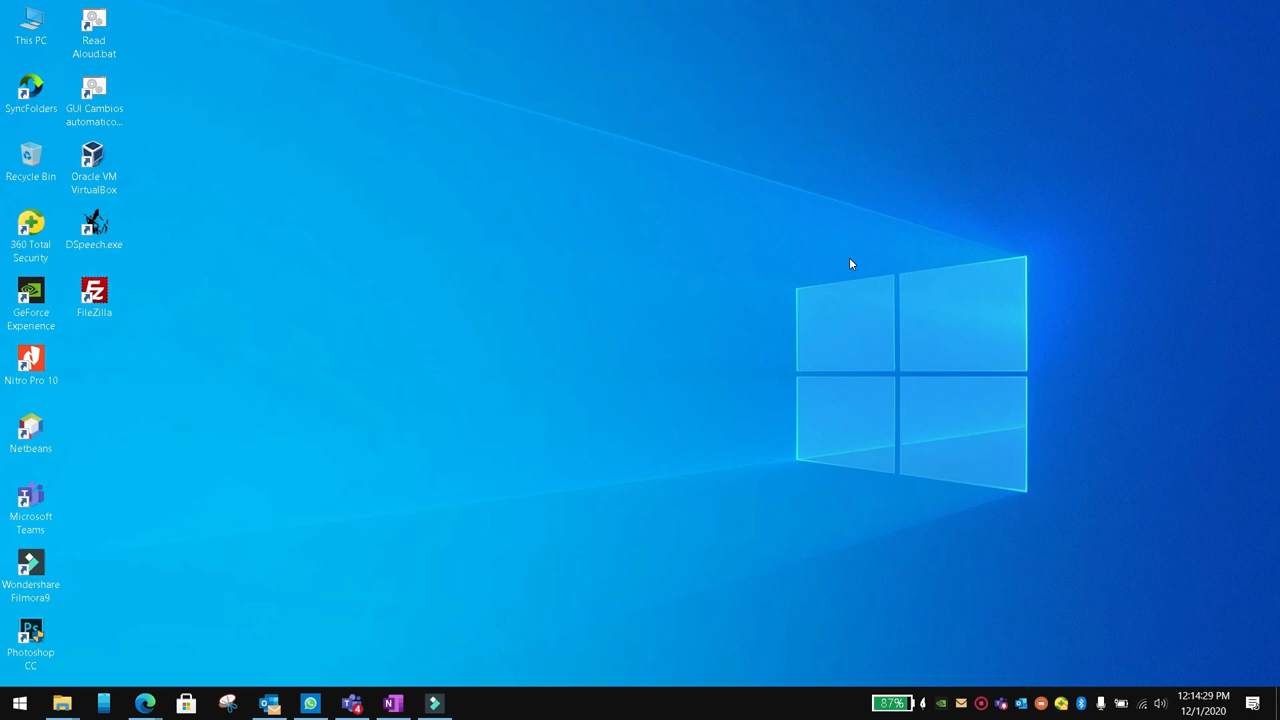 This PC
Read
Aloud.bat
SyncFolders
GUI Cambios
automatico...
Recycle Bin
Oracle VM
VirtualBox
360 Total
Security
DSpeech.exe
GeForce
Experience
FileZilla
Nitro Pro 10
Netbeans
Microsoft
Teams
Wondershare
Filmora9
Photoshop
CC
87%
12:14:29 PM
12/1/2020